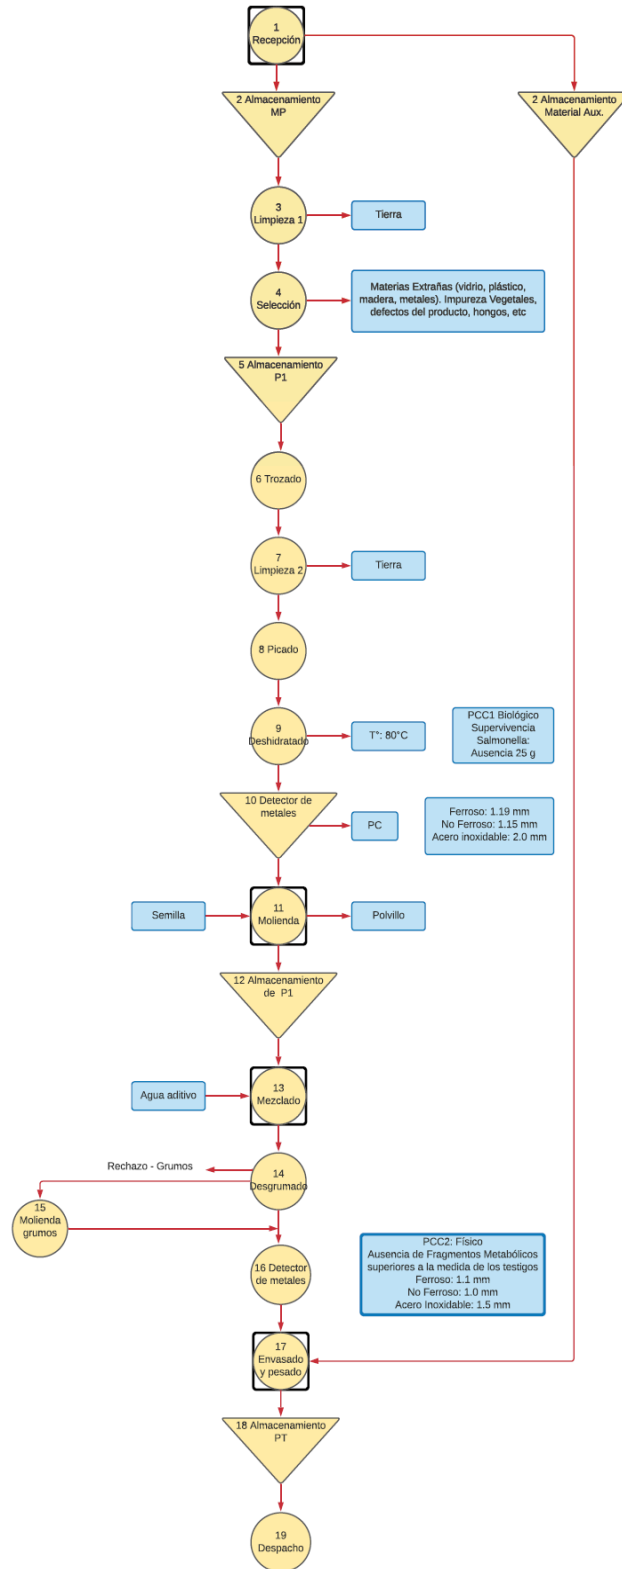 1
Recepción
2 Almacenamiento
MP
2 Almacenamiento
Material Aux.
3
Limpieza 1
Tierra
4
Selección
Materias Extrañas (vidrio, plástico,
madera, metales). Impureza Vegetales,
defectos del producto, hongos, etc
5 Almacenamiento
P1
6 Trozado
7
Limpieza 2
Tierra
8 Picado
9
Deshidratado
T°: 80°C
PCC1 Biológico
Supervivencia
Salmonella:
Ausencia 25 g
10 Detector de
metales
PC
Ferroso: 1.19 mm
No Ferroso: 1.15 mm
Acero inoxidable: 2.0 mm
Semilla
11
Molienda
Polvillo
12 Almacenamiento
de P1
Agua aditivo
13
Mezclado
Rechazo - Grumos
14
Desgrumado
15
Molienda
grumos
16 Detector
de metales
PCC2: Físico
Ausencia de Fragmentos Metabólicos
superiores a la medida de los testigos
Ferroso: 1.1 mm
No Ferroso: 1.0 mm
Acero Inoxidable: 1.5 mm
17
Envasado
y pesado
18 Almacenamiento
PT
19
Despacho